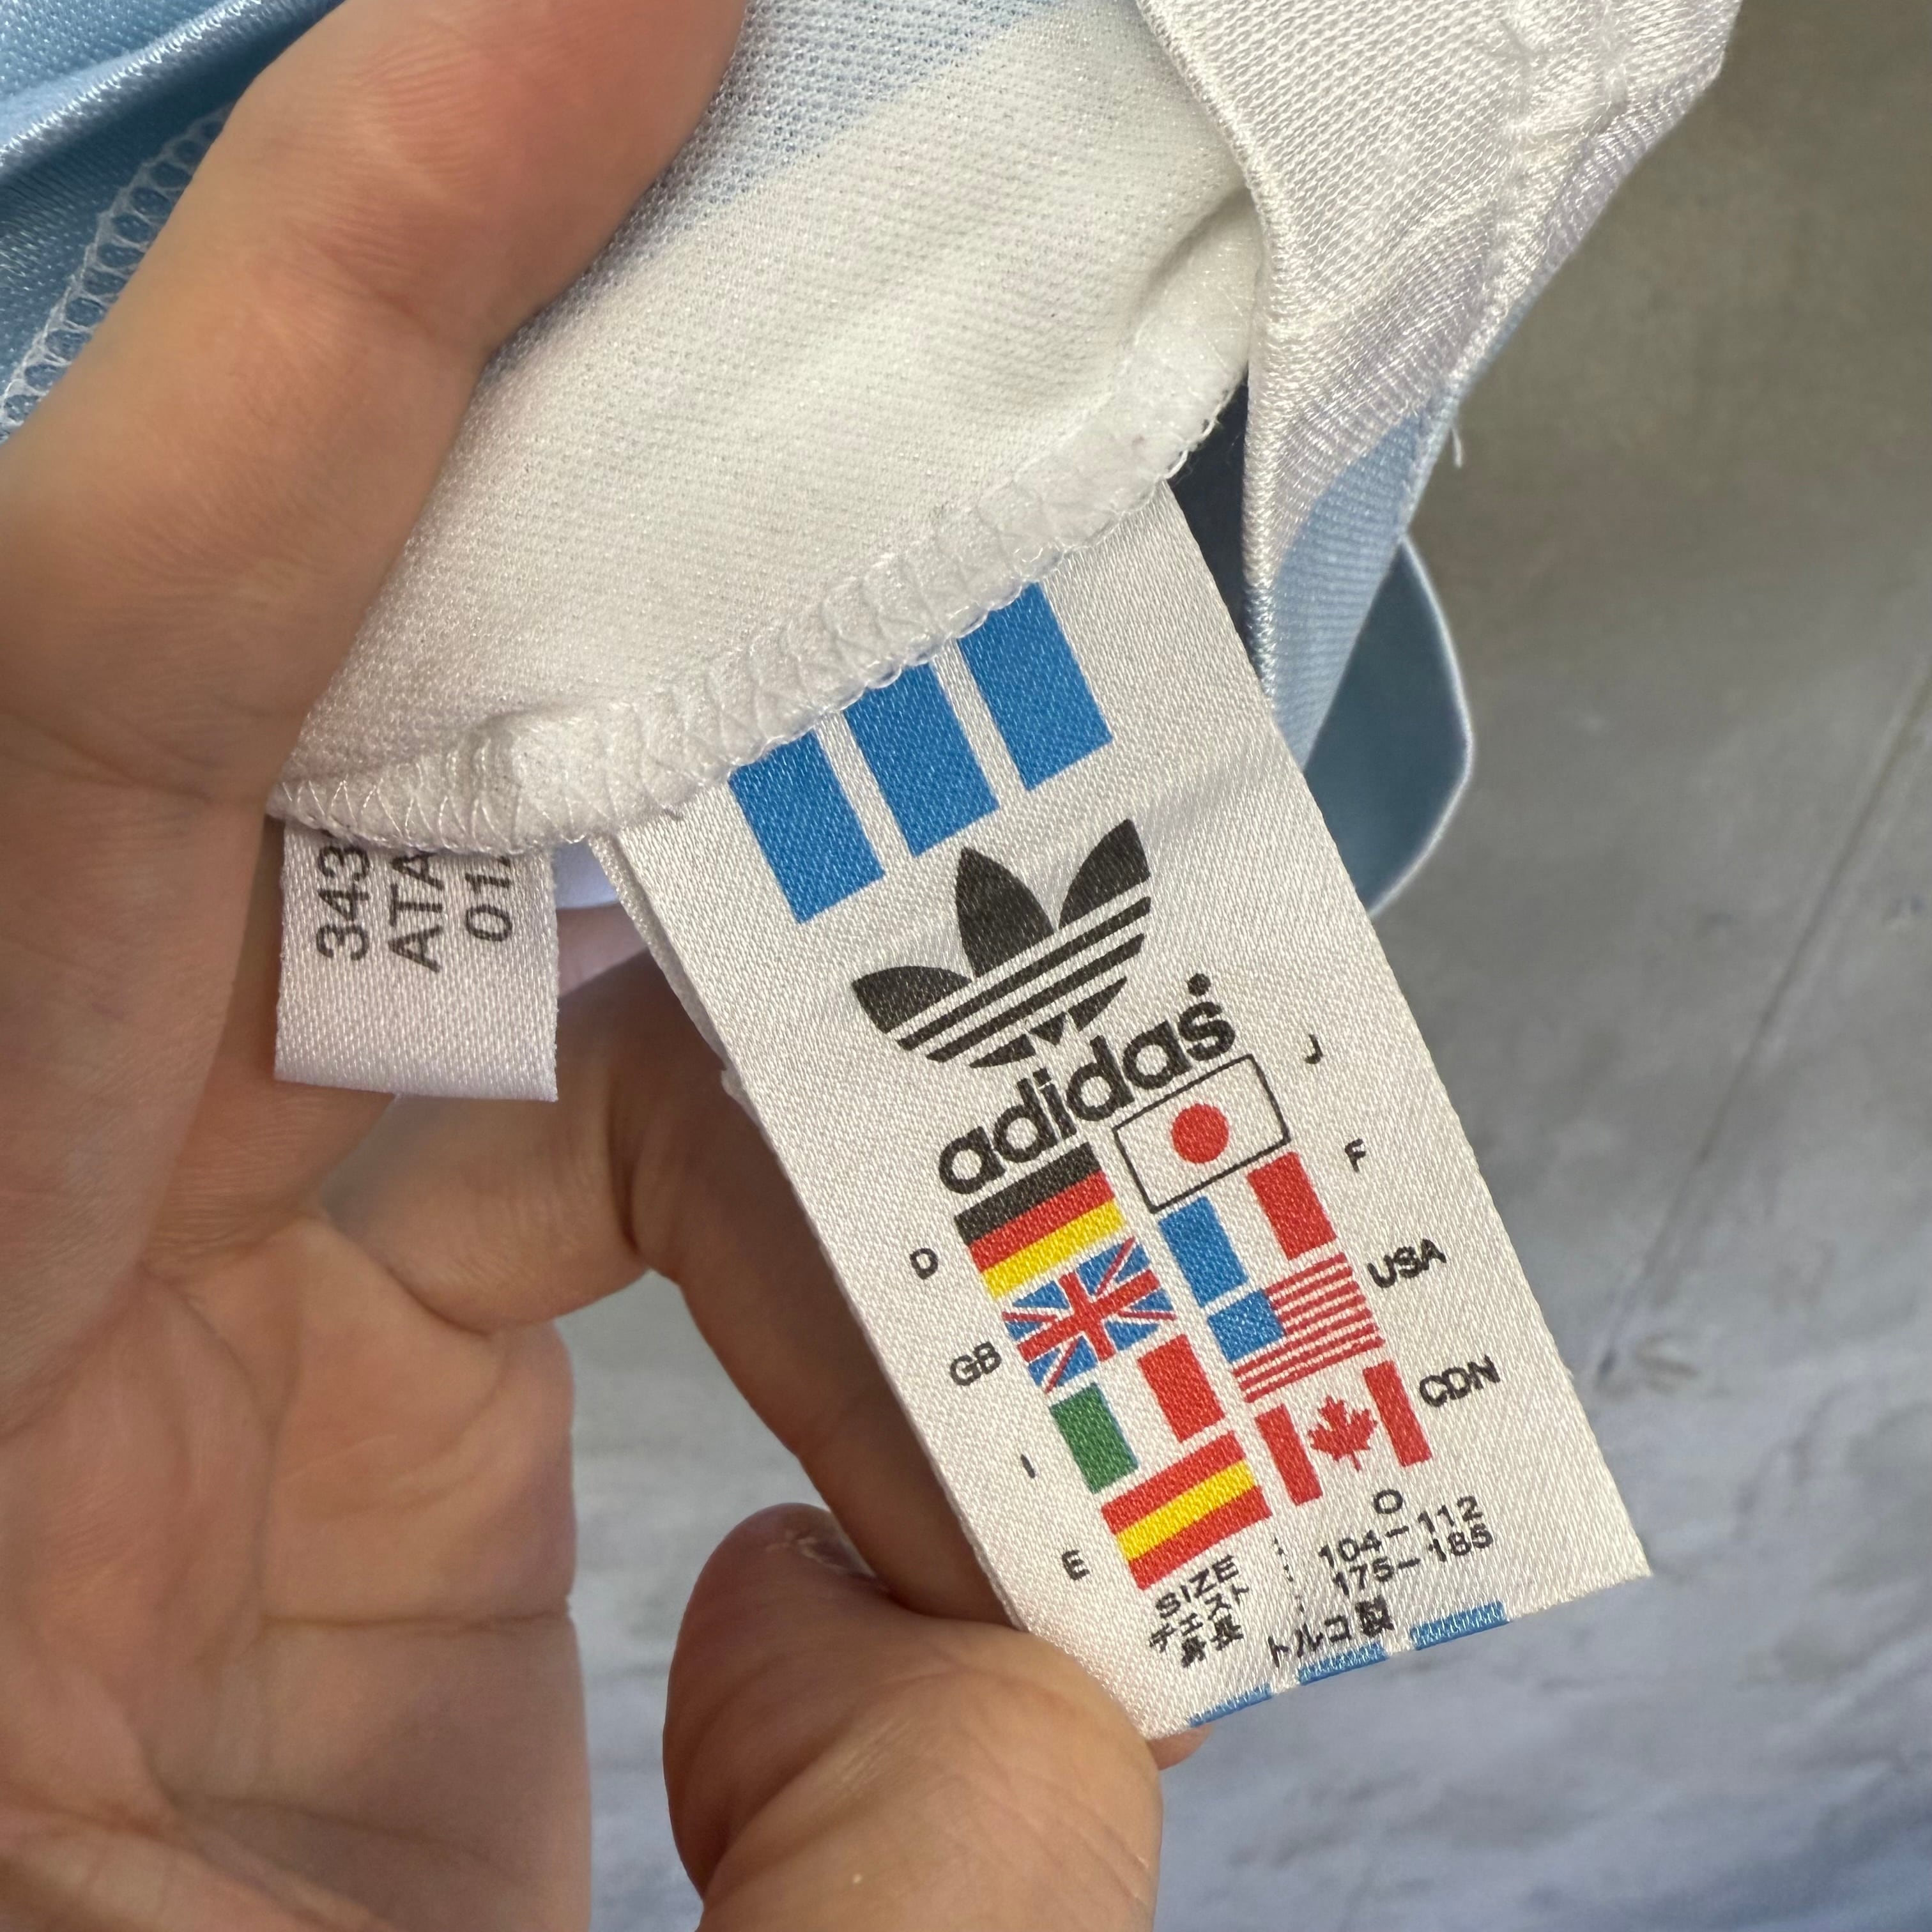 343
ATA
01
adidas
J
D
F
GB
USA
I
CDN
E
SIZE
O
チェスト
104-112
身長
175-185
トルコ製